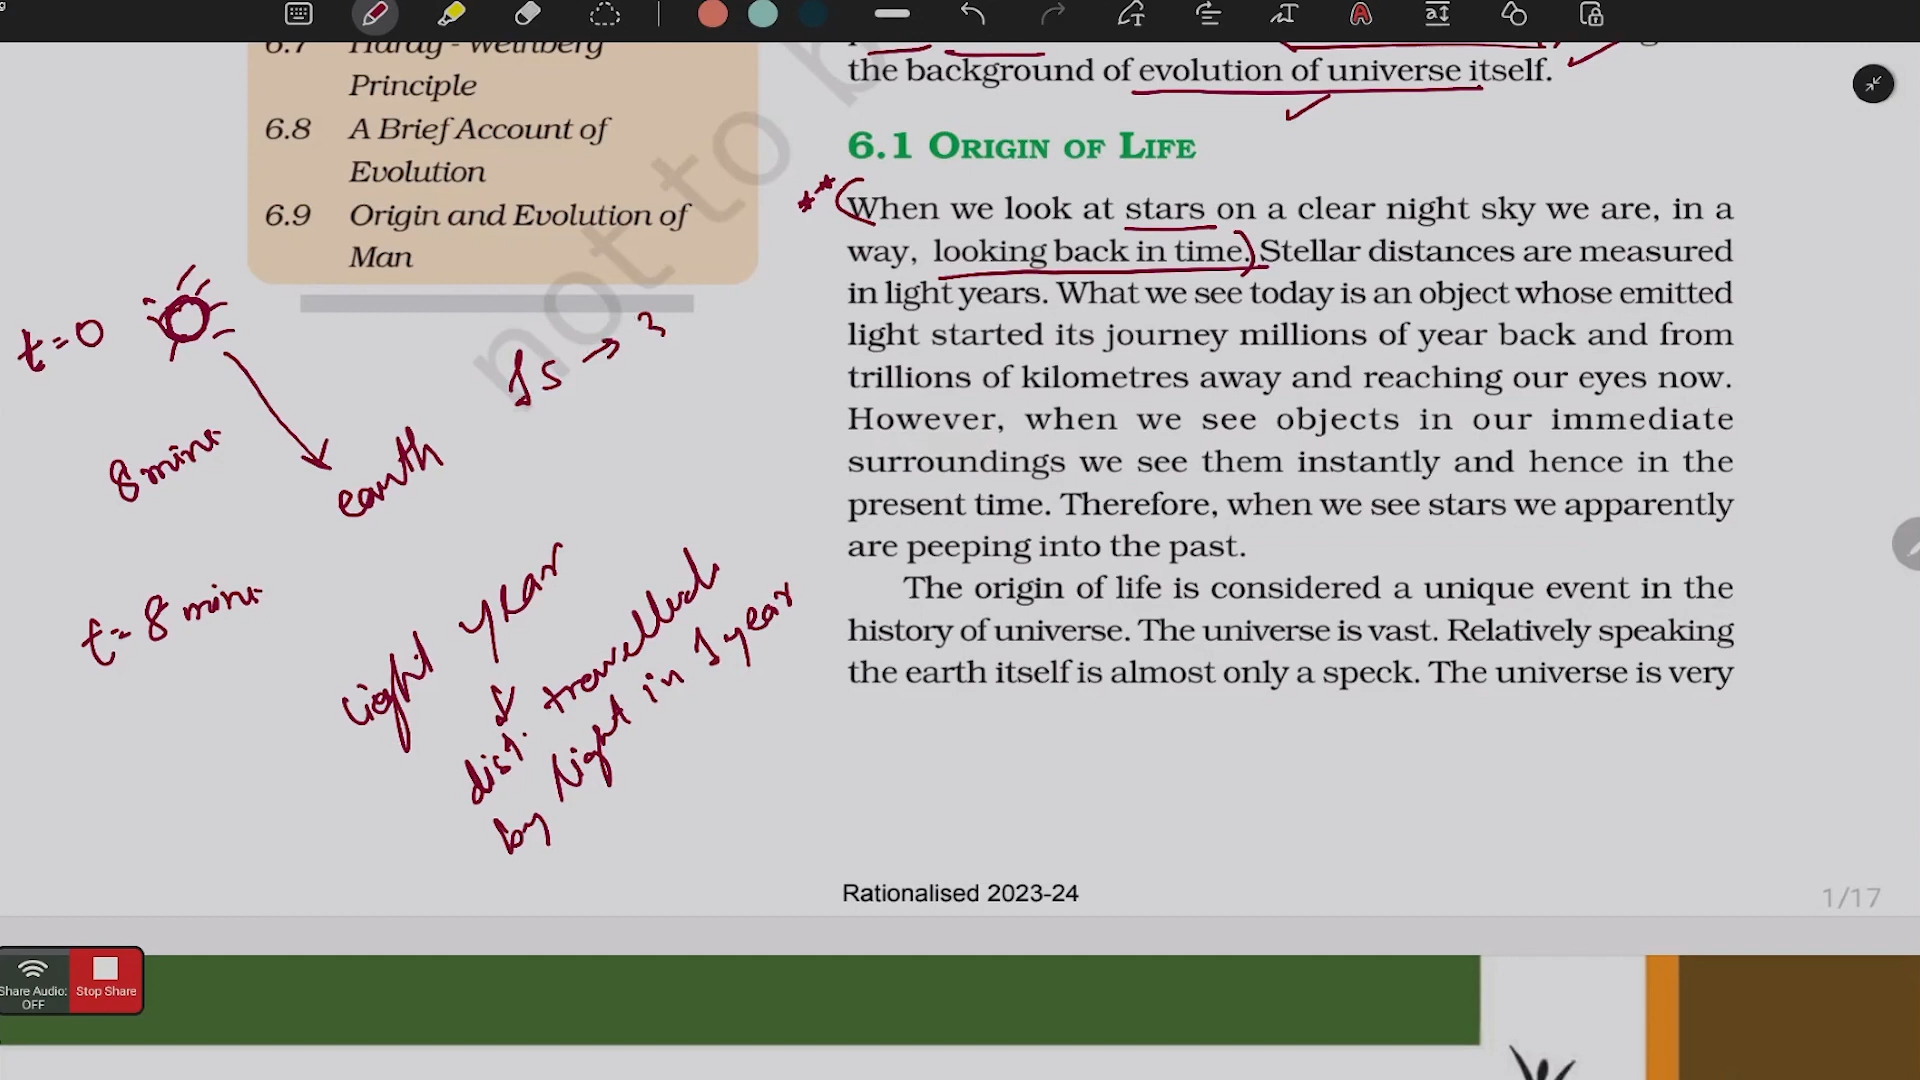 6.7 Hardy - Weinberg
Principle
6.8 A Brief Account of
Evolution
6.9 Origin and Evolution of
Man
the background of evolution of universe itself.
6.1 ORIGIN OF LIFE
When we look at stars on a clear night sky we are, in a
way, looking back in time. Stellar distances are measured
in light years. What we see today is an object whose emitted
light started its journey millions of year back and from
trillions of kilometres away and reaching our eyes now.
However, when we see objects in our immediate
surroundings we see them instantly and hence in the
present time. Therefore, when we see stars we apparently
are peeping into the past.
The origin of life is considered a unique event in the
history of universe. The universe is vast. Relatively speaking
the earth itself is almost only a speck. The universe is very
t=0
8 mins
earth
1s → 3
t= 8 mins
light year
dist. travelled
by light in 1 year
not to b
Rationalised 2023-24
1/17
Share Audio:
OFF
Stop Share